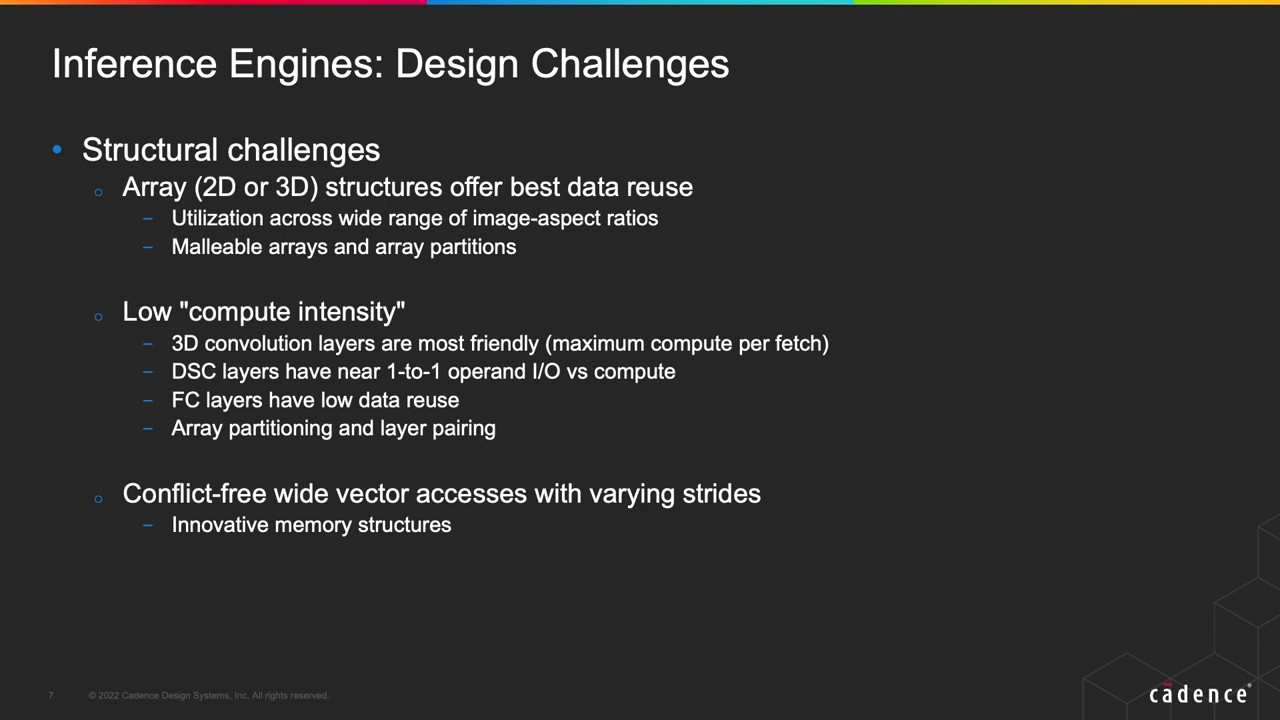 Inference Engines: Design Challenges
• Structural challenges
○ Array (2D or 3D) structures offer best data reuse
− Utilization across wide range of image-aspect ratios
− Malleable arrays and array partitions
○ Low "compute intensity"
− 3D convolution layers are most friendly (maximum compute per fetch)
− DSC layers have near 1-to-1 operand I/O vs compute
− FC layers have low data reuse
− Array partitioning and layer pairing
○ Conflict-free wide vector accesses with varying strides
− Innovative memory structures
7 © 2022 Cadence Design Systems, Inc. All rights reserved.
cādence®